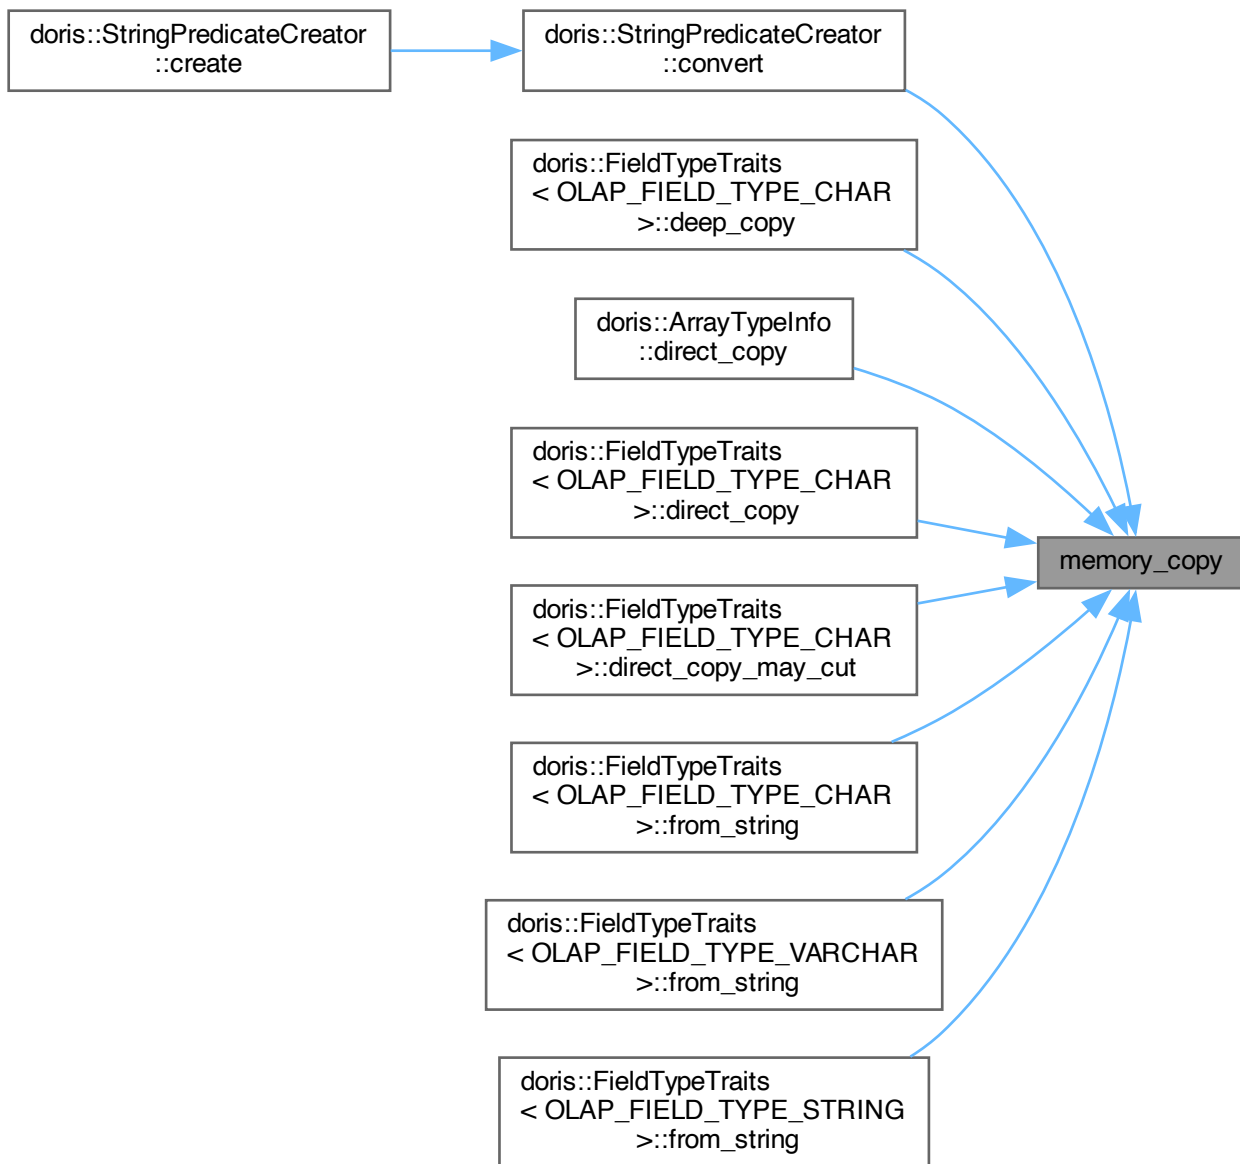 doris::StringPredicateCreator
::create
doris::StringPredicateCreator
::convert
doris::FieldTypeTraits
< OLAP_FIELD_TYPE_CHAR
>::deep_copy
doris::ArrayTypeInfo
::direct_copy
doris::FieldTypeTraits
< OLAP_FIELD_TYPE_CHAR
>::direct_copy
memory_copy
doris::FieldTypeTraits
< OLAP_FIELD_TYPE_CHAR
>::direct_copy_may_cut
doris::FieldTypeTraits
< OLAP_FIELD_TYPE_CHAR
>::from_string
doris::FieldTypeTraits
< OLAP_FIELD_TYPE_VARCHAR
>::from_string
doris::FieldTypeTraits
< OLAP_FIELD_TYPE_STRING
>::from_string